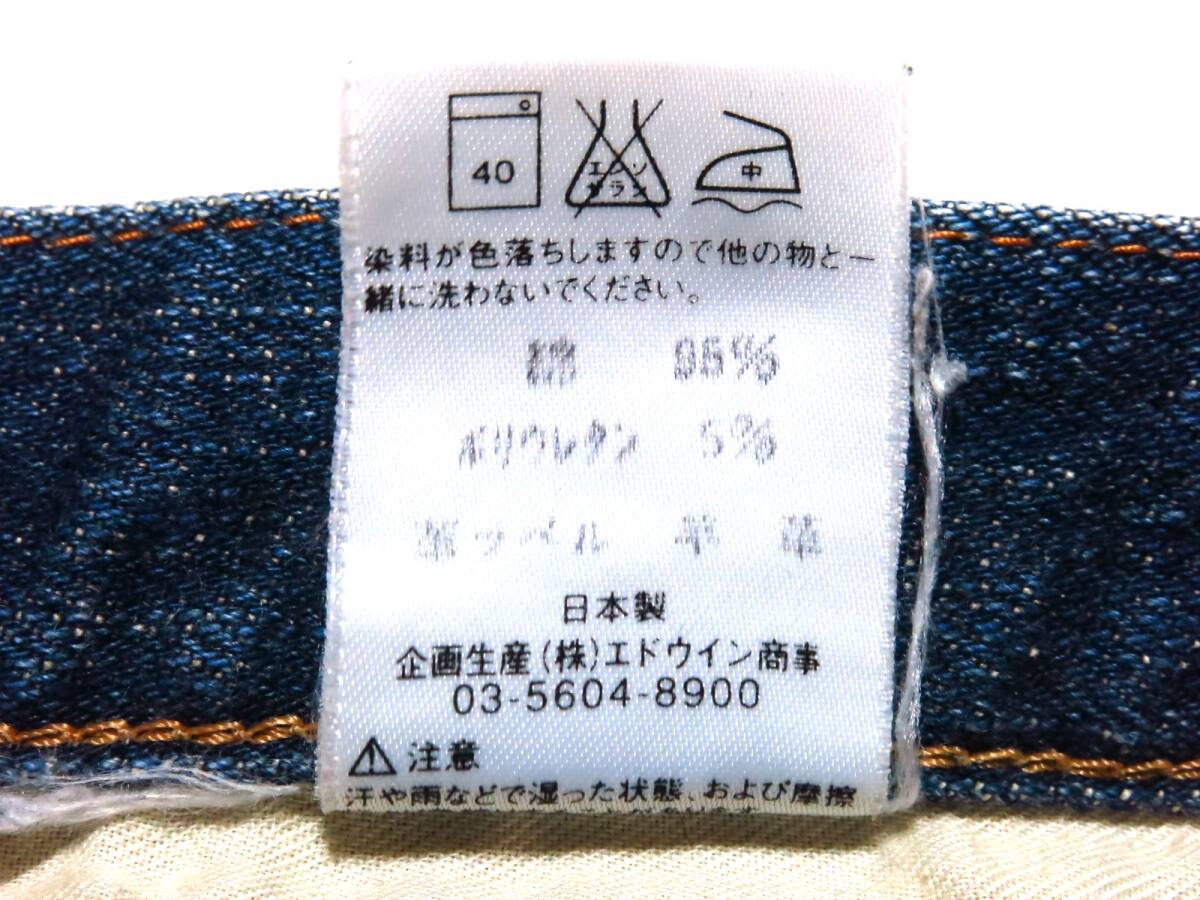 40
エンソ
サラシ
中
染料が色落ちしますので他の物と一
緒に洗わないでください。
綿 95%
ポリウレタン 5%
革ラベル 羊 革
日本製
企画生産(株)エドウイン商事
03-5604-8900
注意
汗や雨などで湿った状態、および摩擦